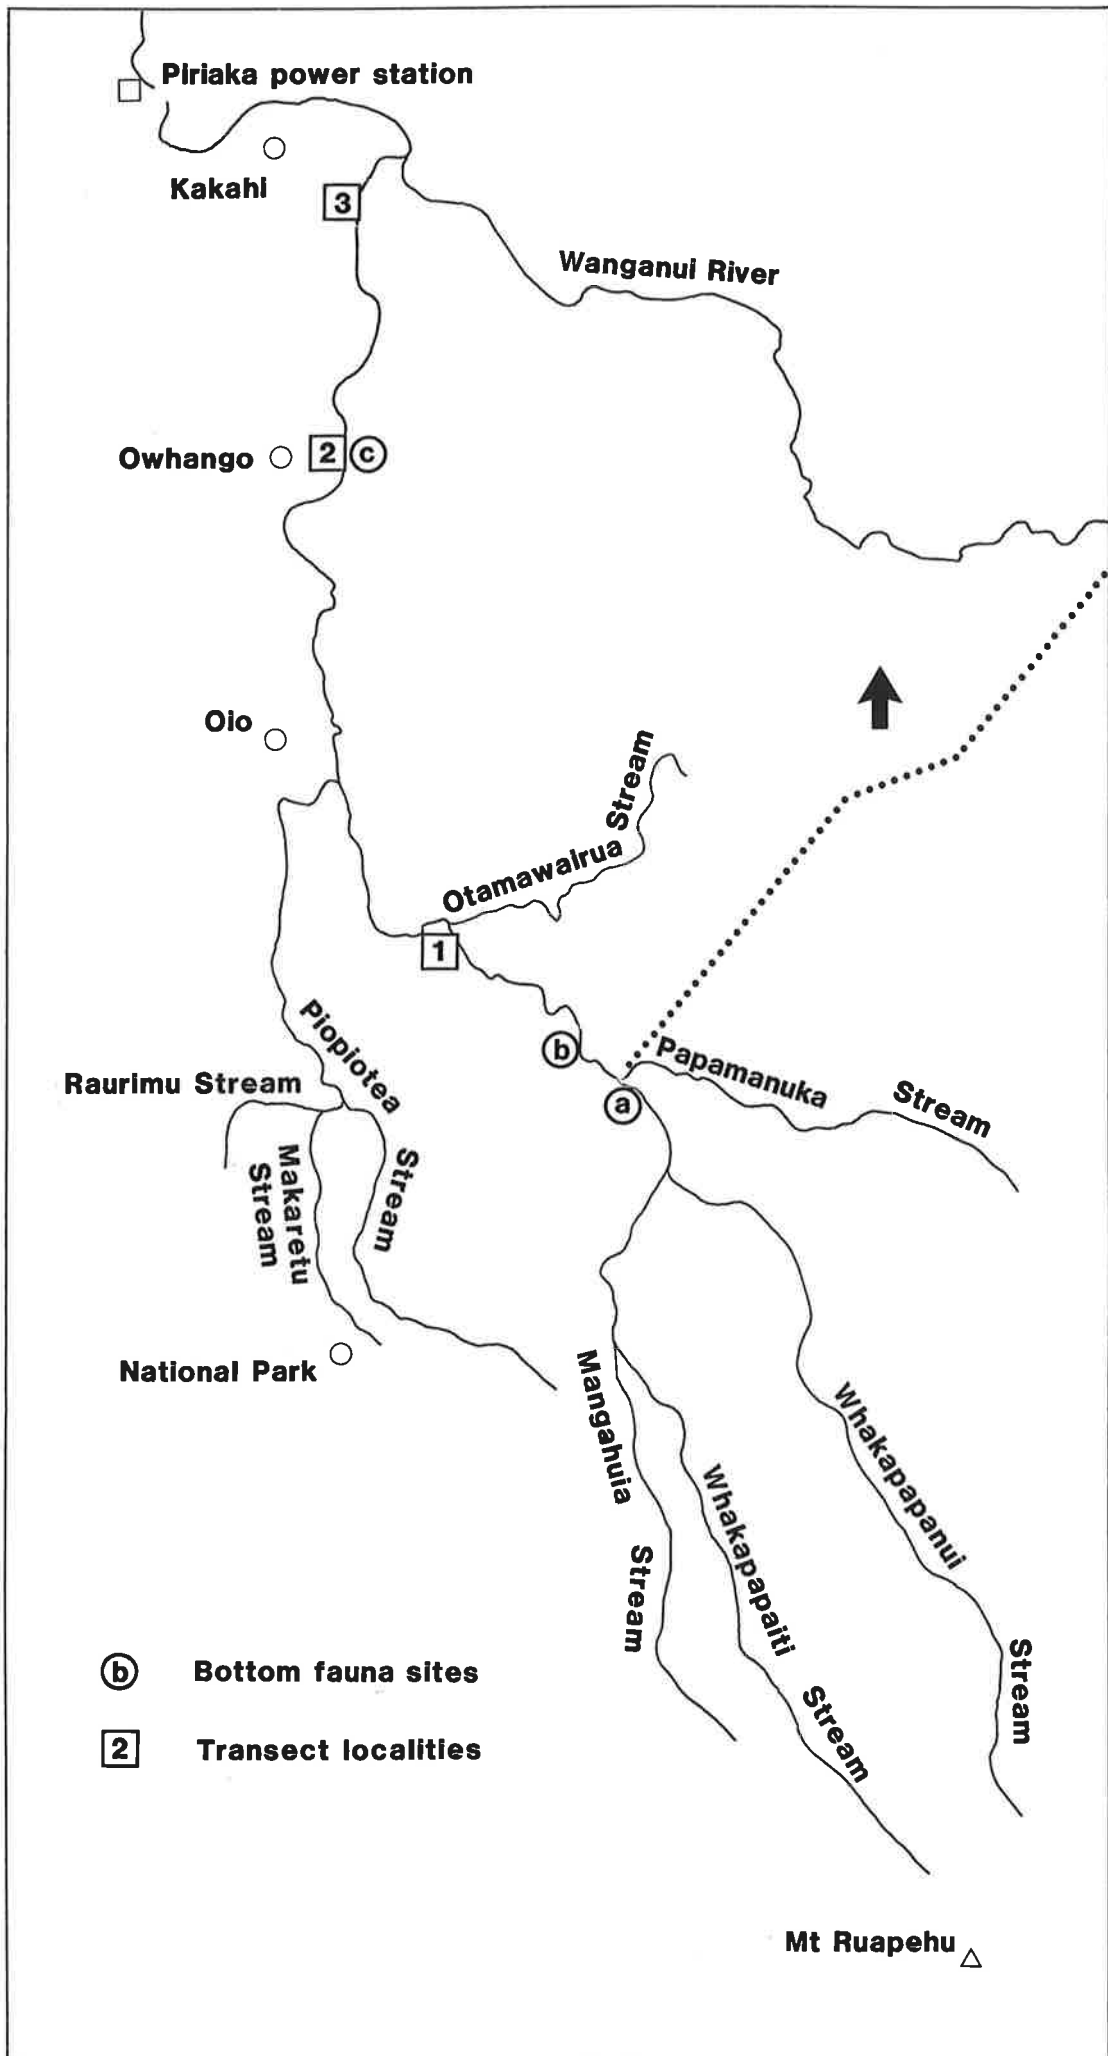 Piriaka power station
Kakahi
3
Wanganui River
Owhango
2
c
Oio
Otamawairua Stream
1
b
a
Papamanuka Stream
Piopiotea Stream
Raurimu Stream
Makaretu
Stream
National Park
Mangahuia Stream
Whakapapaiti Stream
Whakapapanui Stream
b
Bottom fauna sites
2
Transect localities
Mt Ruapehu